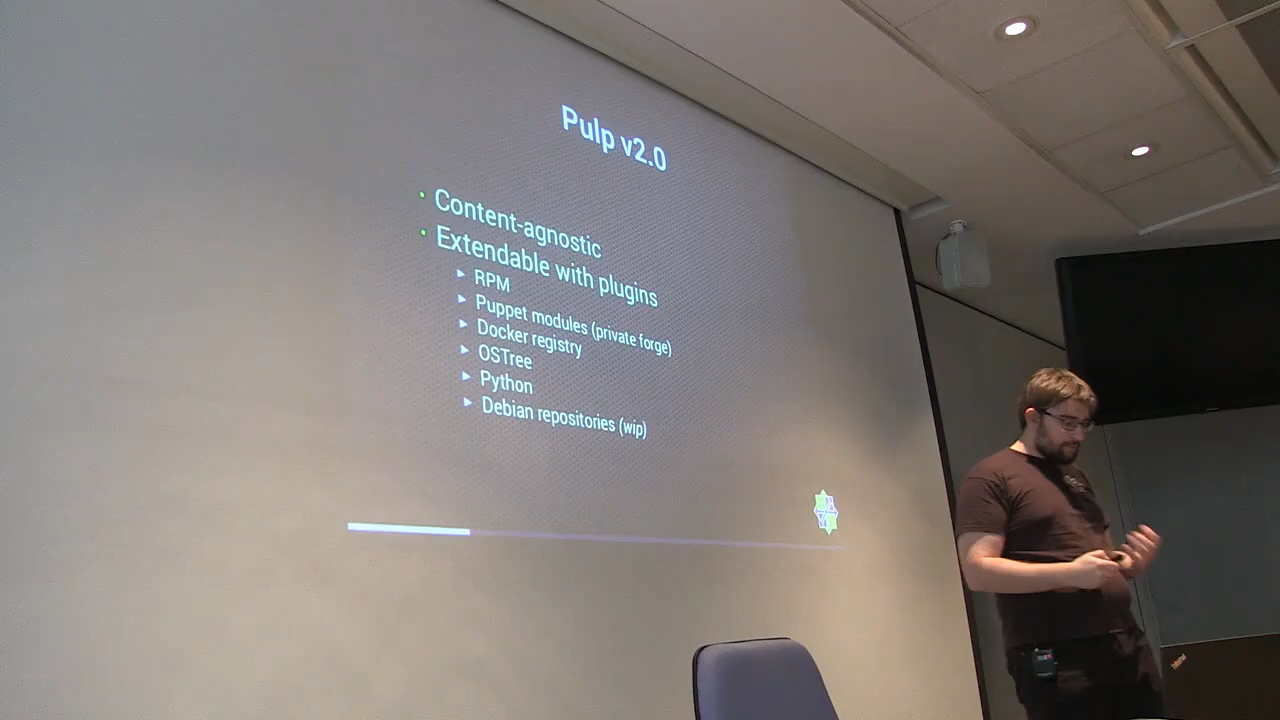 Pulp v2.0
Content-agnostic
Extendable with plugins
RPM
Puppet modules (private forge)
Docker registry
OSTree
Python
Debian repositories (wip)